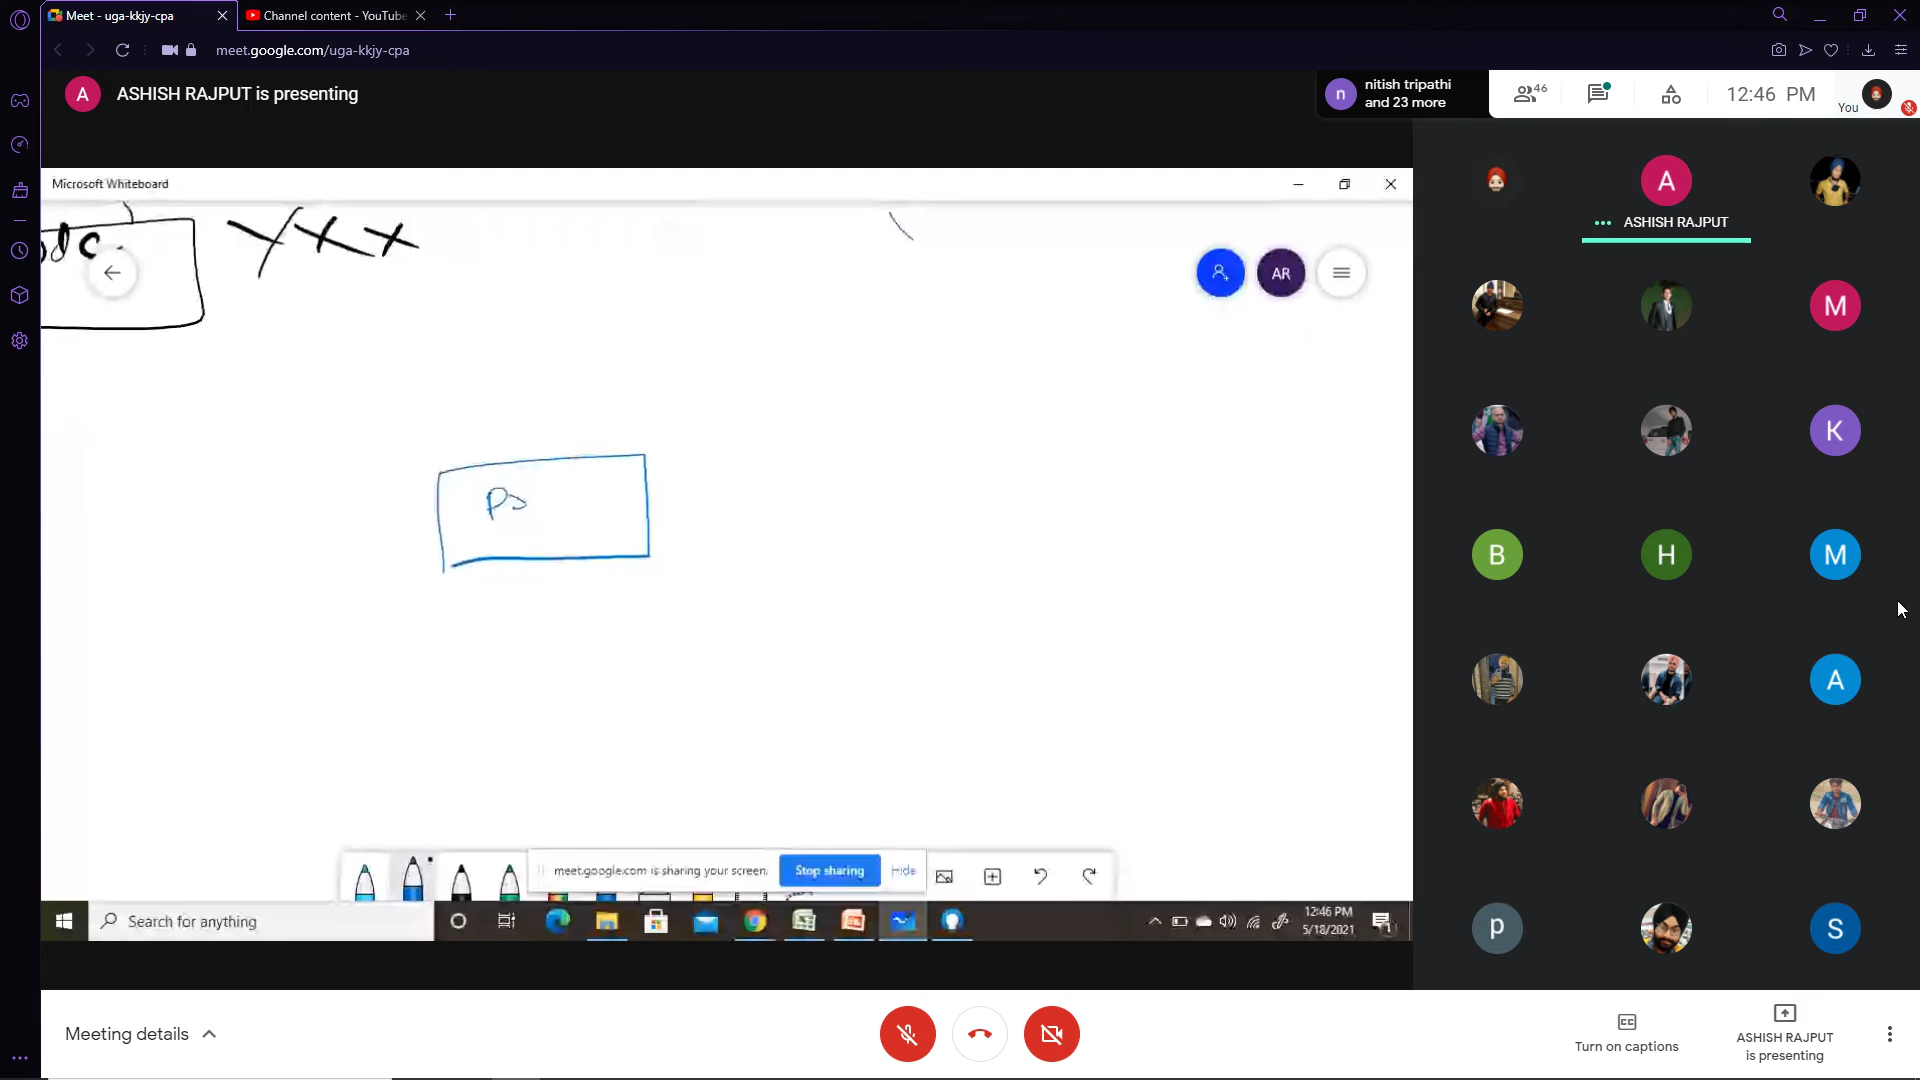 Meet - uga-kkjy-cpa
Channel content - YouTube
meet.google.com/uga-kkjy-cpa
A
ASHISH RAJPUT is presenting
n
nitish tripathi
and 23 more
46
12:46 PM
You
Microsoft Whiteboard
AR
A
ASHISH RAJPUT
M
K
B
H
M
A
p
S
meet.google.com is sharing your screen.
Stop sharing
Hide
Search for anything
12:46 PM
5/18/2021
1
Meeting details
Turn on captions
ASHISH RAJPUT
is presenting